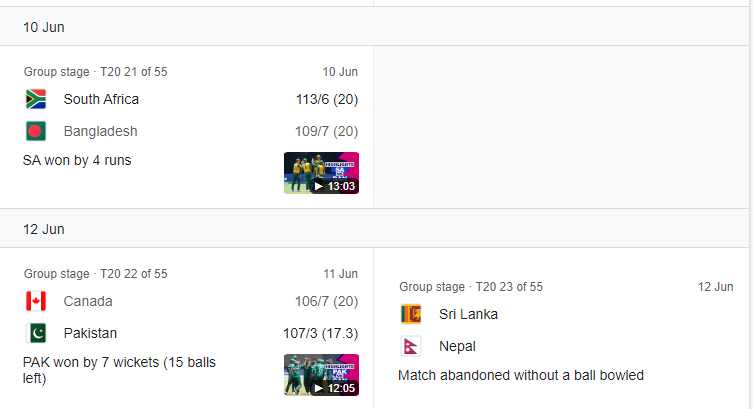 10 Jun
Group stage · T20 21 of 55 10 Jun
South Africa 113/6 (20)
Bangladesh 109/7 (20)
SA won by 4 runs
HIGHLIGHTS
SA
13:03
12 Jun
Group stage · T20 22 of 55 11 Jun
Canada 106/7 (20)
Pakistan 107/3 (17.3)
PAK won by 7 wickets (15 balls
left)
HIGHLIGHTS
PAK
12:05
Group stage · T20 23 of 55 12 Jun
Sri Lanka
Nepal
Match abandoned without a ball bowled